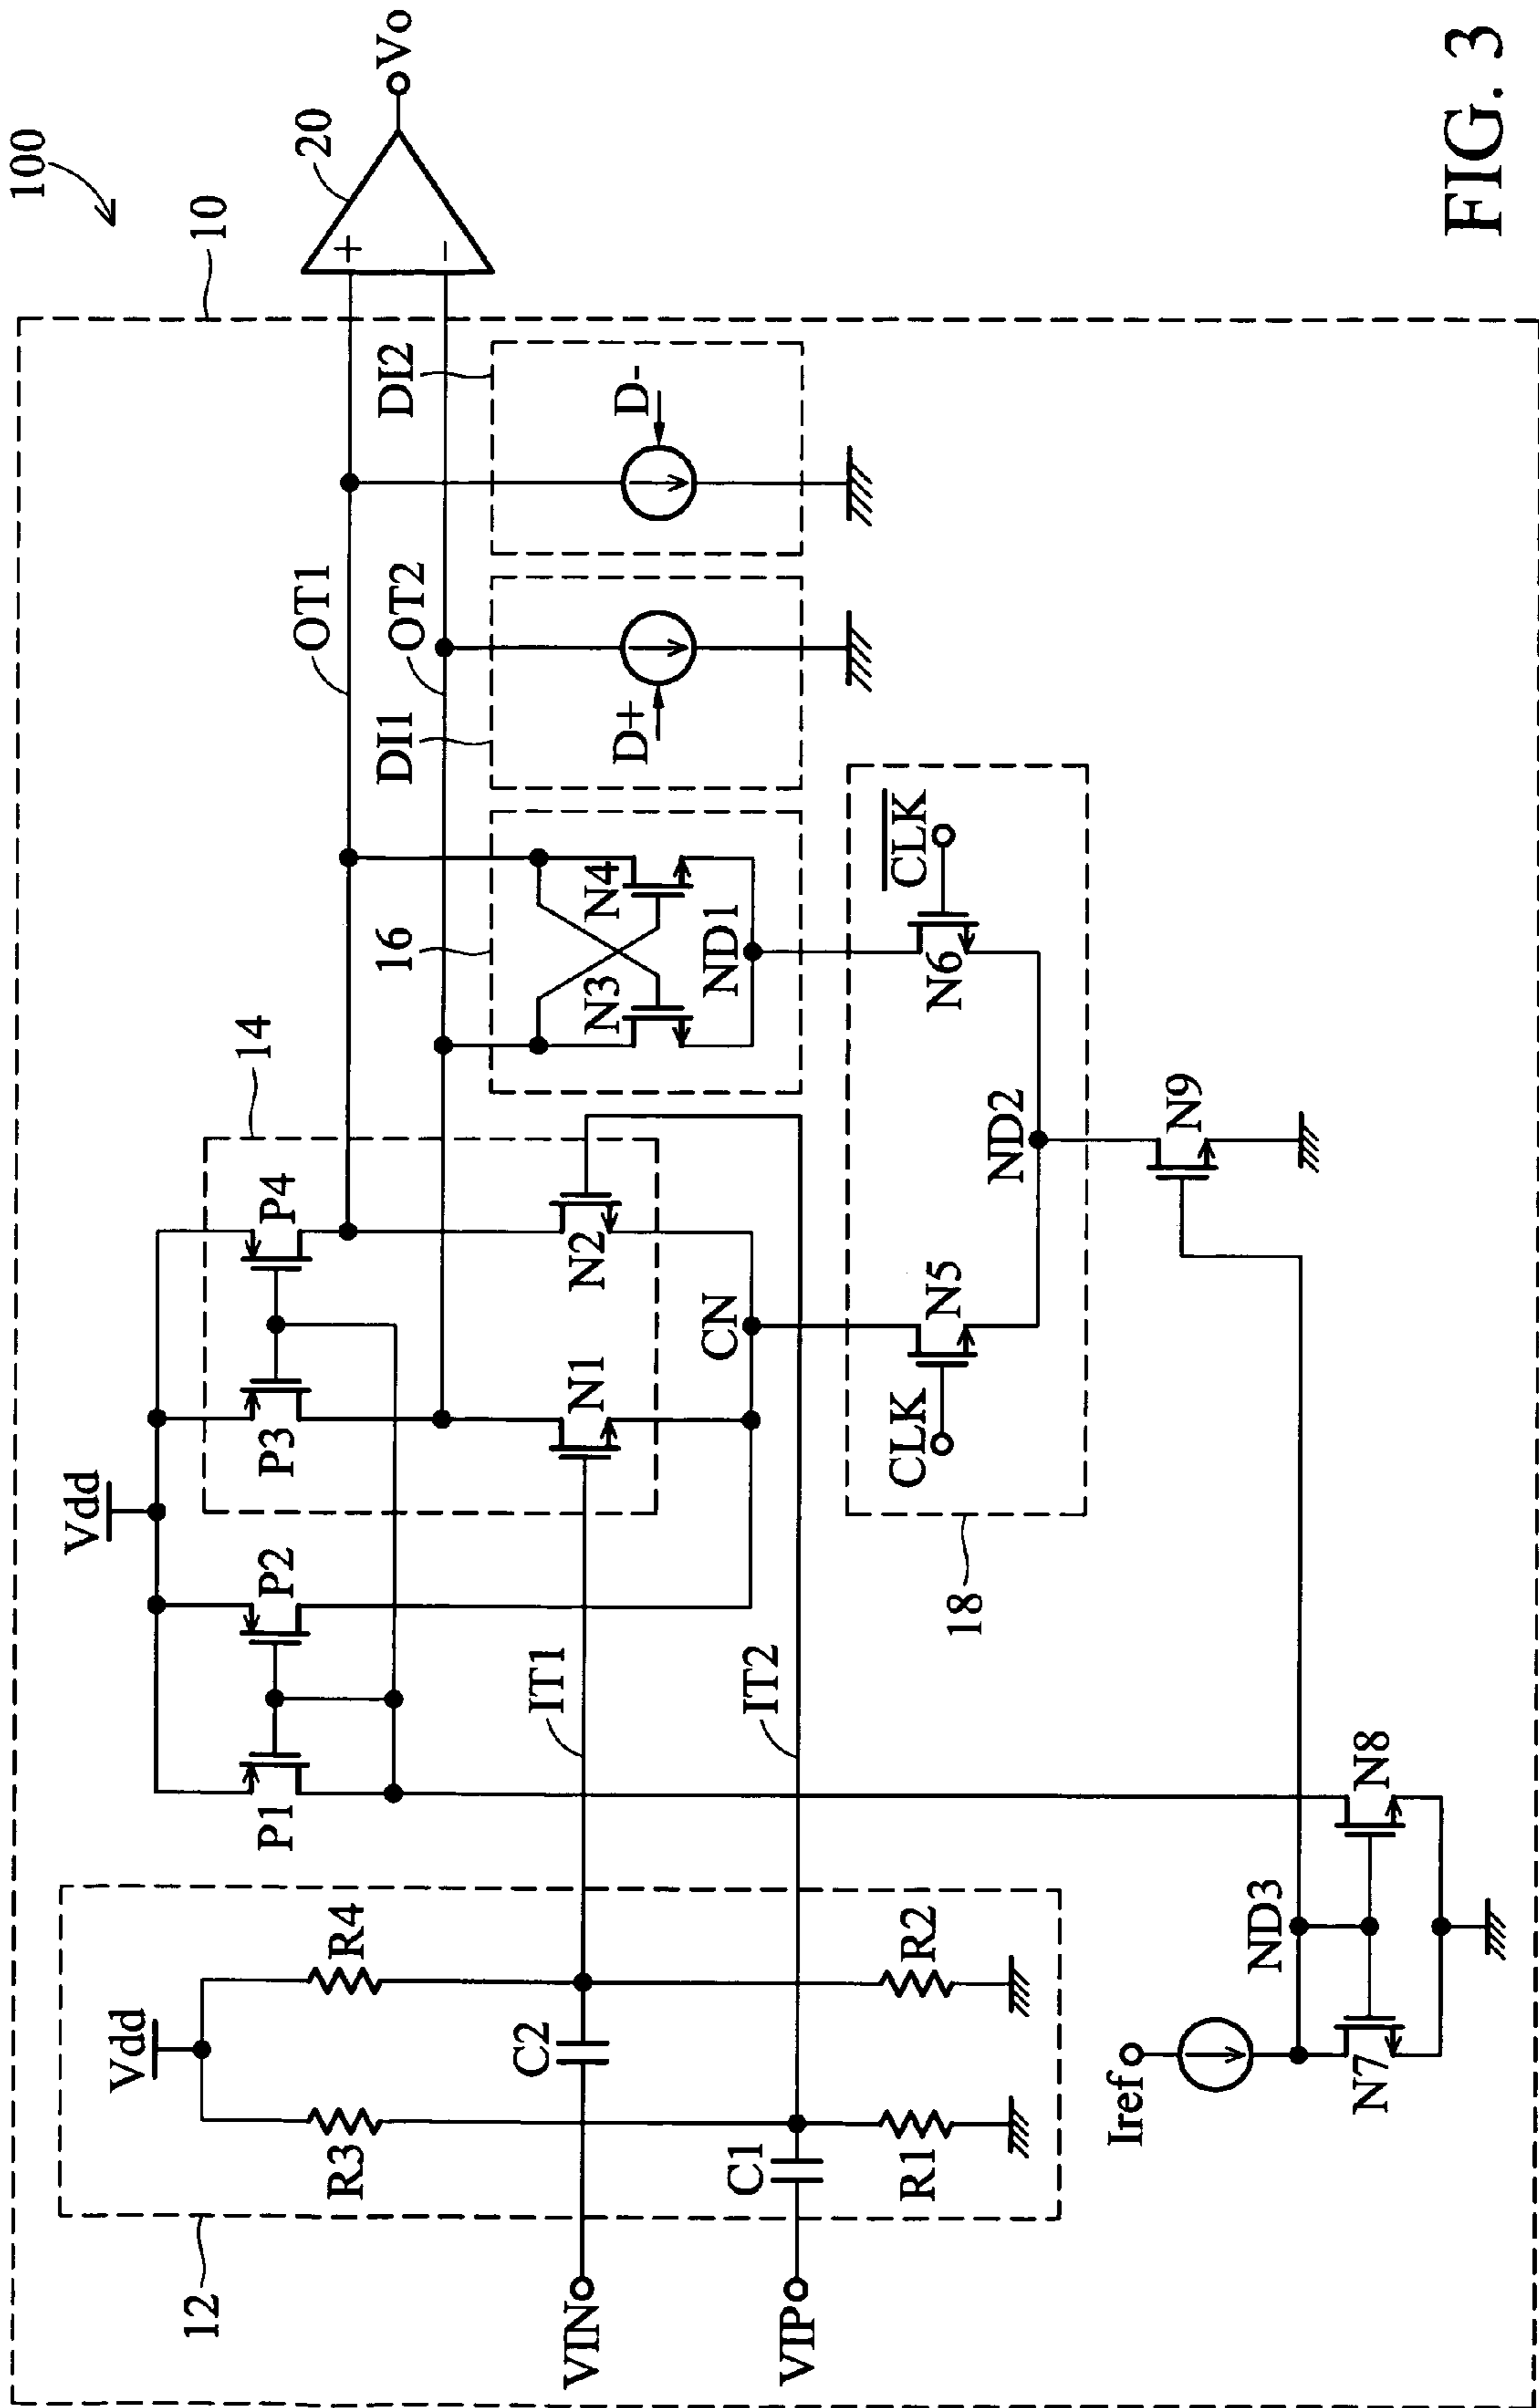 100
10
20
Vo
+
-
Vdd
Vdd
14
OT1
P1
P2
P3
P4
12
R3
R4
OT2
DI1
DI2
16
C2
IT1
N1
N2
N3
N4
D+
D-
VIN
CN
ND1
C1
IT2
VIP
R1
R2
CLK
N5
N6
CLK
18
ND2
Iref
N9
ND3
N7
N8
FIG. 3